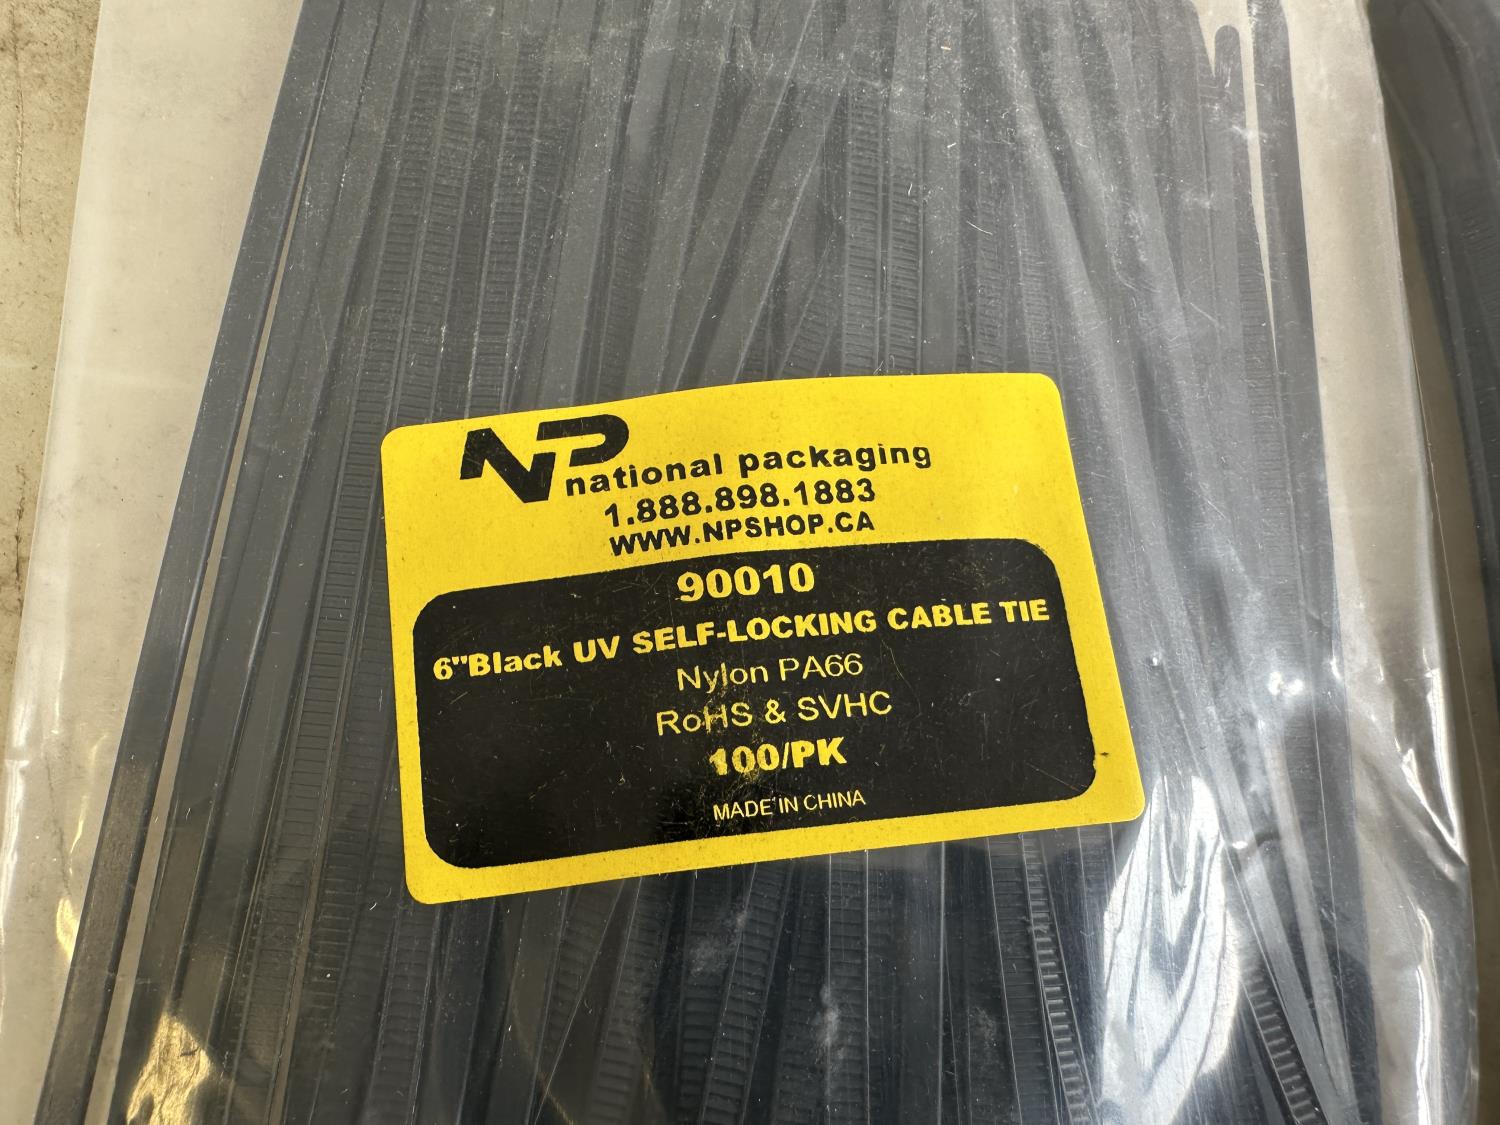 NP
national packaging
1.888.898.1883
WWW.NPSHOP.CA
90010
6"Black UV SELF-LOCKING CABLE TIE
Nylon PA66
RoHS & SVHC
100/PK
MADE IN CHINA